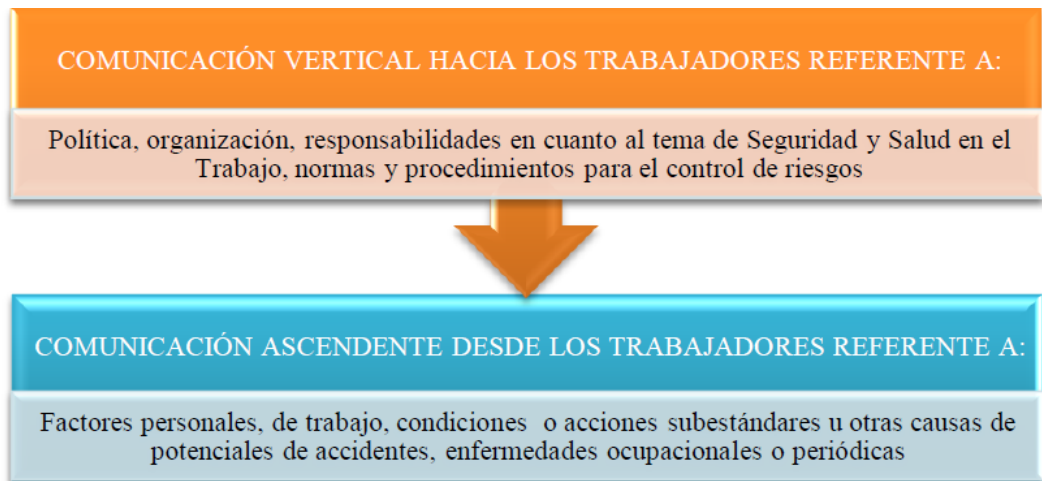 COMUNICACIÓN VERTICAL HACIA LOS TRABAJADORES REFERENTE A:
Política, organización, responsabilidades en cuanto al tema de Seguridad y Salud en el
Trabajo, normas y procedimientos para el control de riesgos
COMUNICACIÓN ASCENDENTE DESDE LOS TRABAJADORES REFERENTE A:
Factores personales, de trabajo, condiciones o acciones subestándares u otras causas de
potenciales de accidentes, enfermedades ocupacionales o periódicas